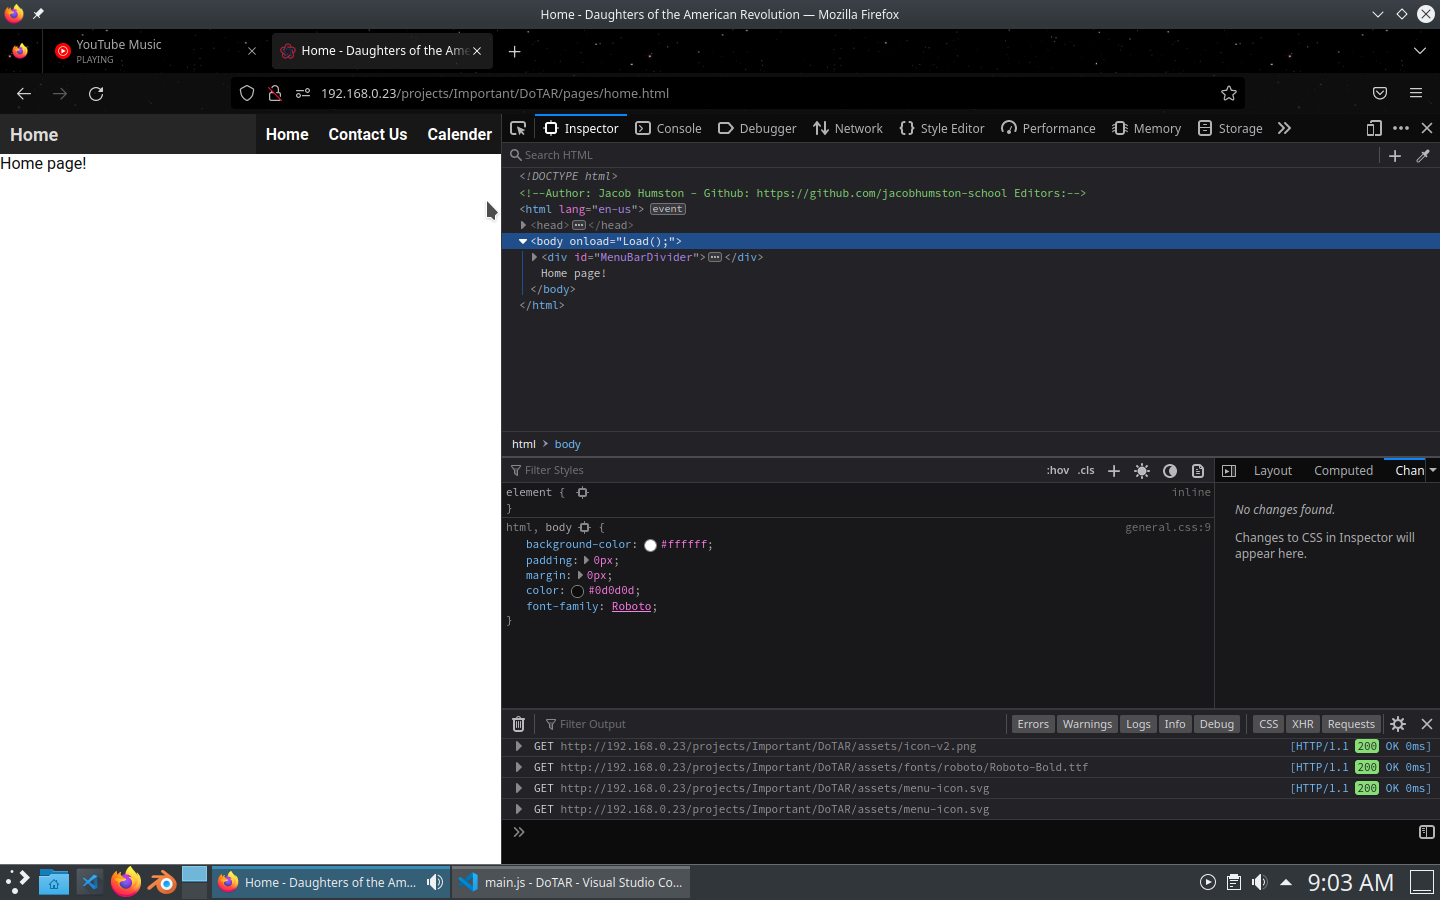 Home - Daughters of the American Revolution — Mozilla Firefox
YouTube Music
PLAYING
Home - Daughters of the Ame
192.168.0.23/projects/Important/DoTAR/pages/home.html
Home
Home Contact Us Calender
Home page!
Inspector Console Debugger Network Style Editor Performance Memory Storage
Search HTML
<!DOCTYPE html>
<!--Author: Jacob Humston - Github: https://github.com/jacobhumston-school Editors:-->
<html lang="en-us"> event
<head> ⋯ </head>
<body onload="Load();">
<div id="MenuBarDivider"> ⋯ </div>
Home page!
</body>
</html>
html > body
Filter Styles :hov .cls +
Layout Computed Chan
element { inline
}
html, body { general.css:9
background-color: #ffffff;
padding: 0px;
margin: 0px;
color: #0d0d0d;
font-family: Roboto;
}
No changes found.
Changes to CSS in Inspector will
appear here.
Filter Output Errors Warnings Logs Info Debug CSS XHR Requests
GET http://192.168.0.23/projects/Important/DoTAR/assets/icon-v2.png [HTTP/1.1 200 OK 0ms]
GET http://192.168.0.23/projects/Important/DoTAR/assets/fonts/roboto/Roboto-Bold.ttf [HTTP/1.1 200 OK 0ms]
GET http://192.168.0.23/projects/Important/DoTAR/assets/menu-icon.svg [HTTP/1.1 200 OK 0ms]
GET http://192.168.0.23/projects/Important/DoTAR/assets/menu-icon.svg
Home - Daughters of the Am...
main.js - DoTAR - Visual Studio Co...
9:03 AM